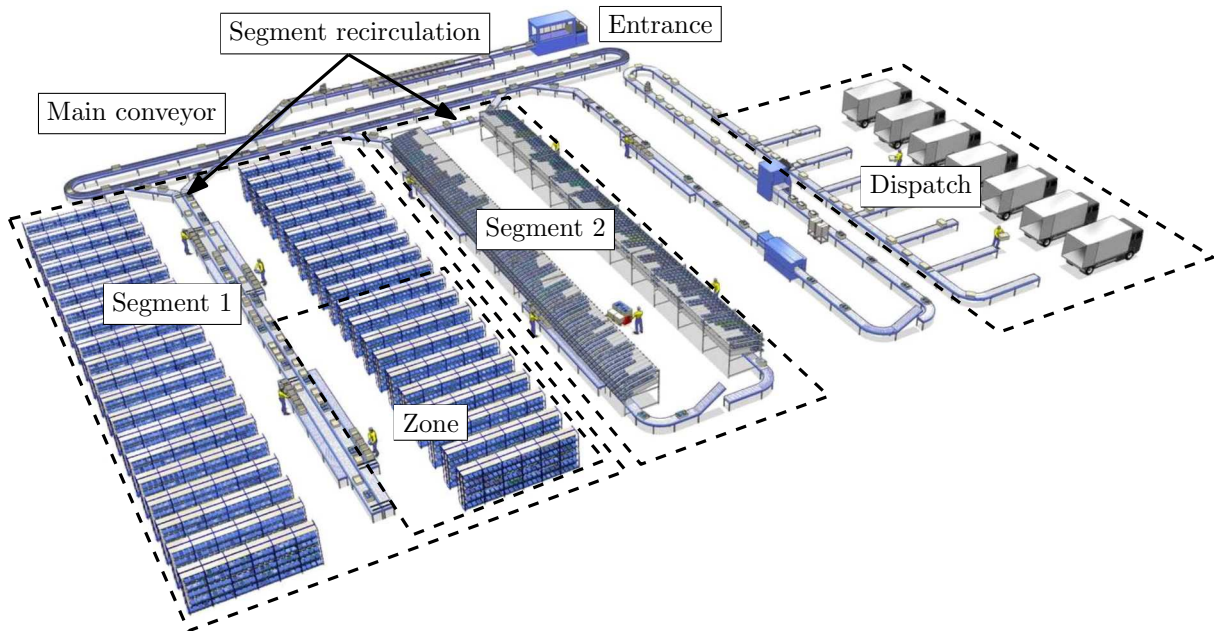 Entrance
Segment recirculation
Main conveyor
Dispatch
Segment 2
Segment 1
Zone